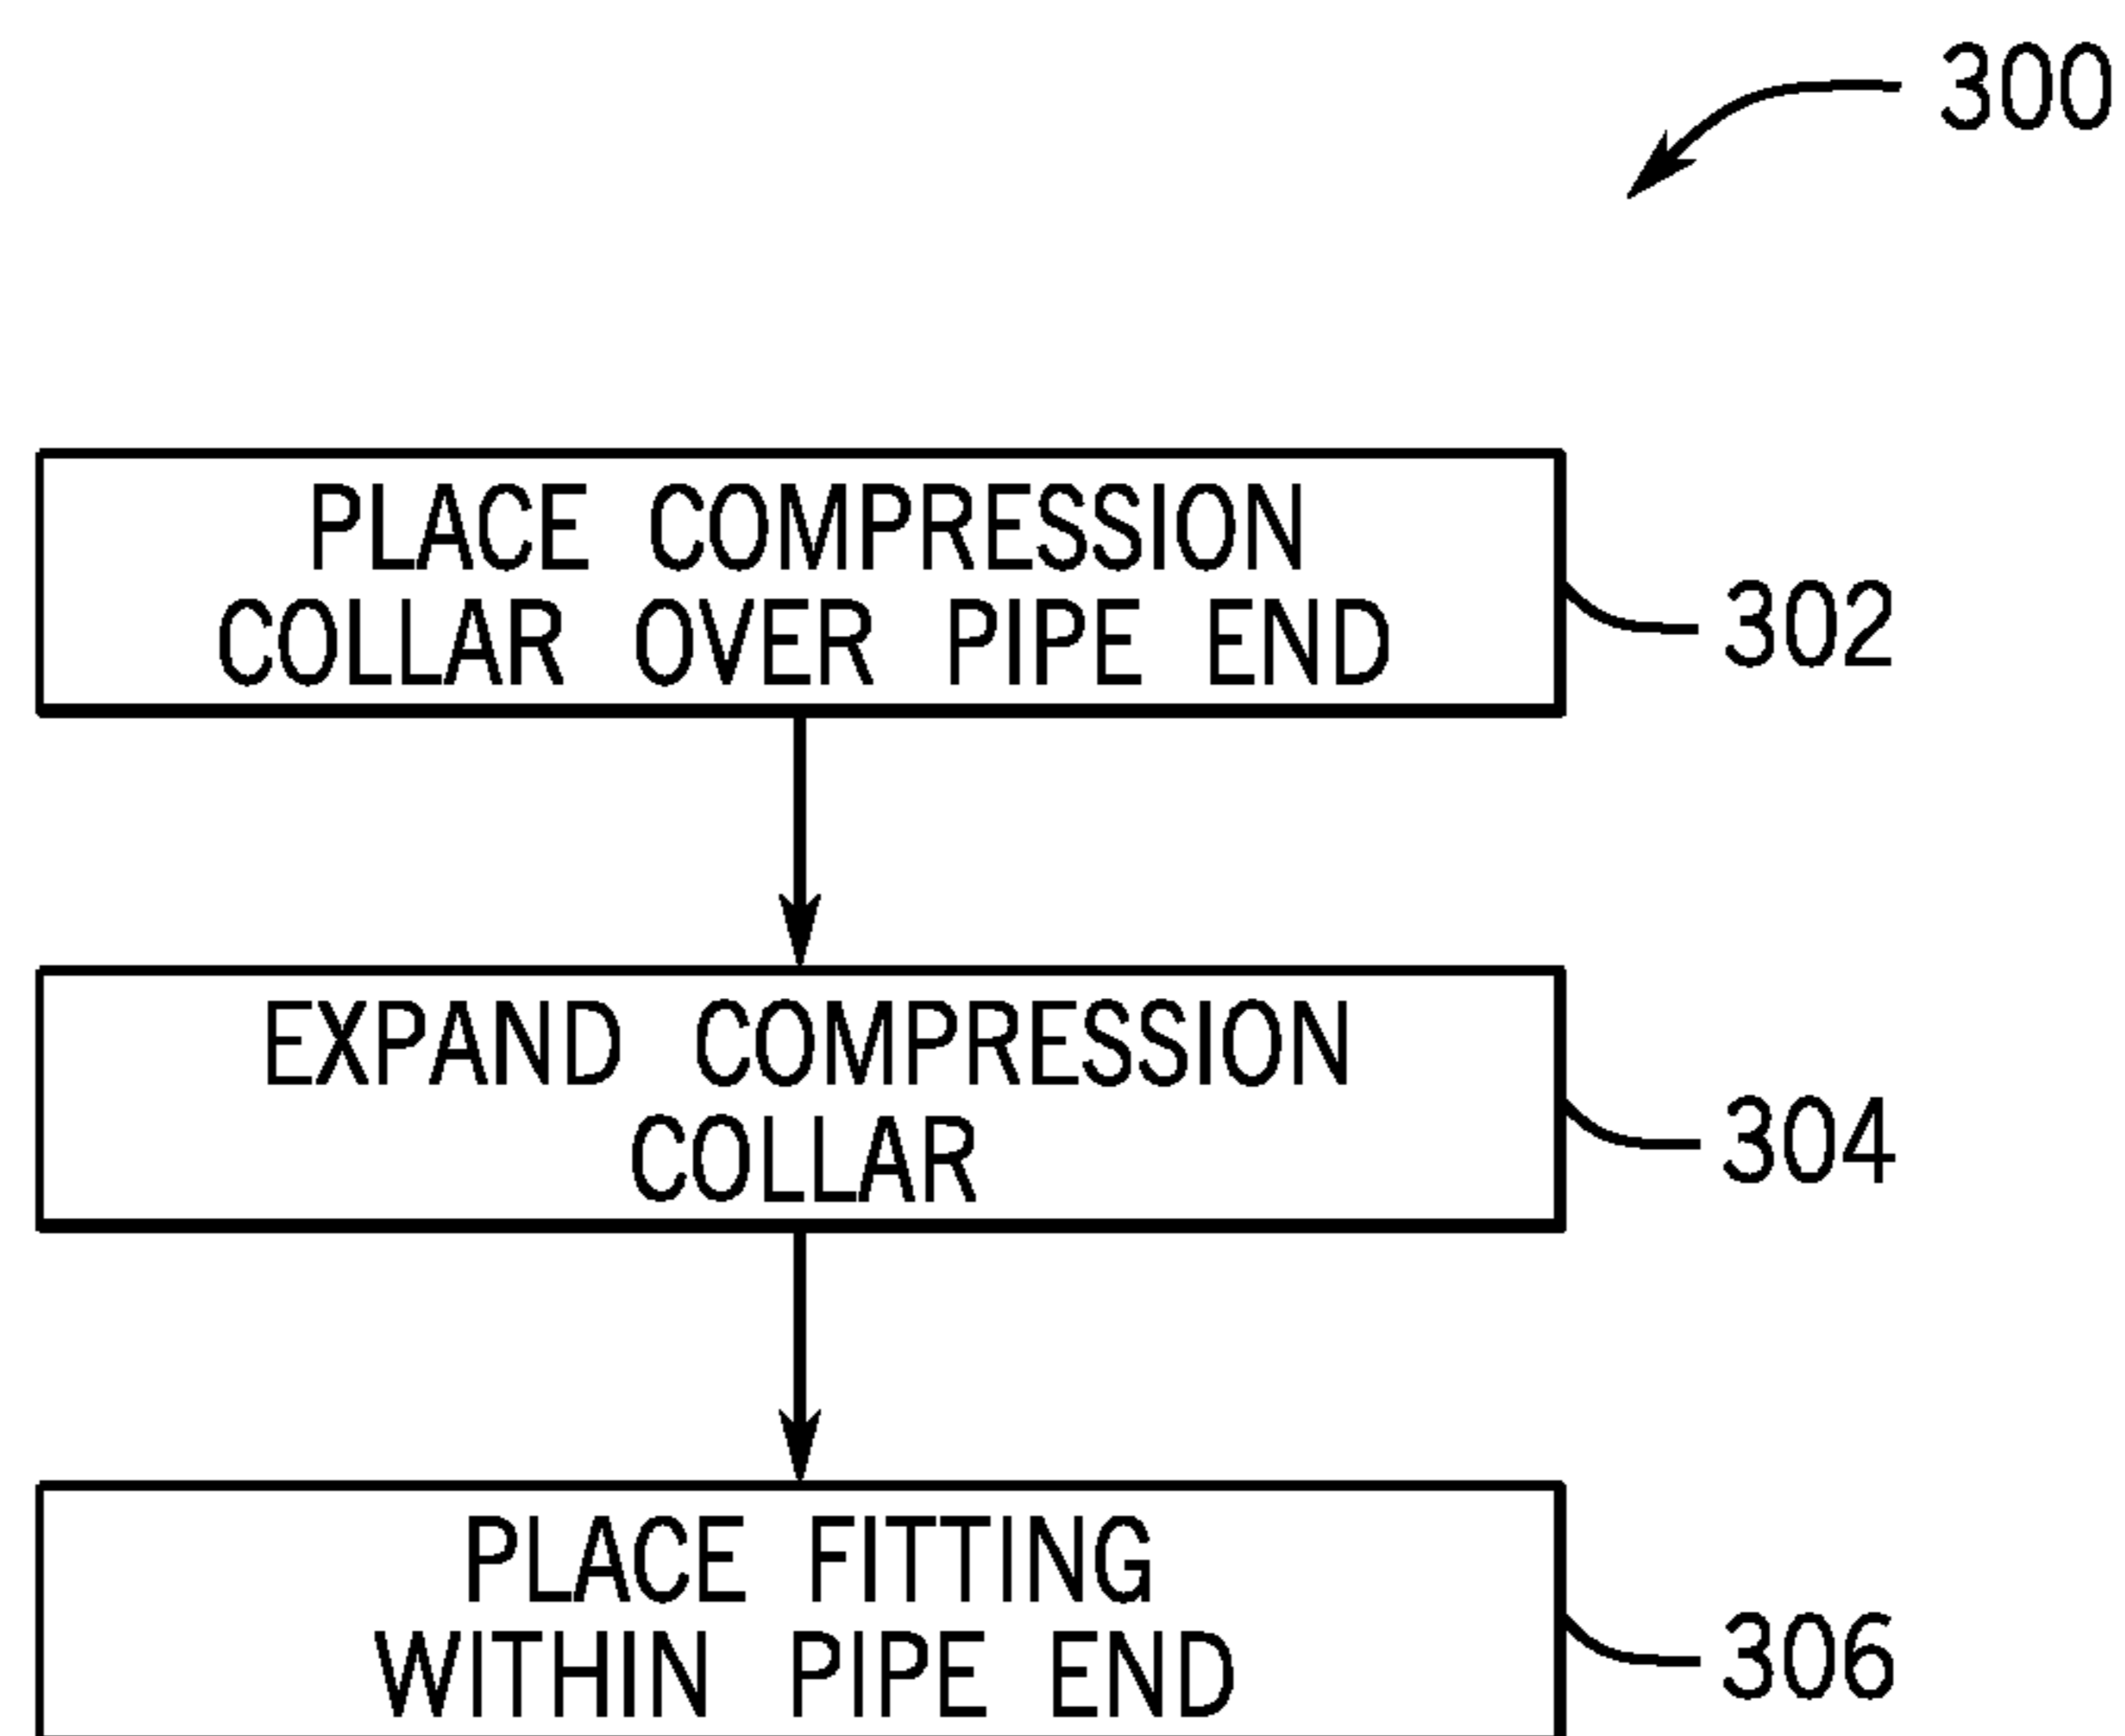 300
PLACE COMPRESSION
COLLAR OVER PIPE END
302
EXPAND COMPRESSION
COLLAR
304
PLACE FITTING
WITHIN PIPE END
306